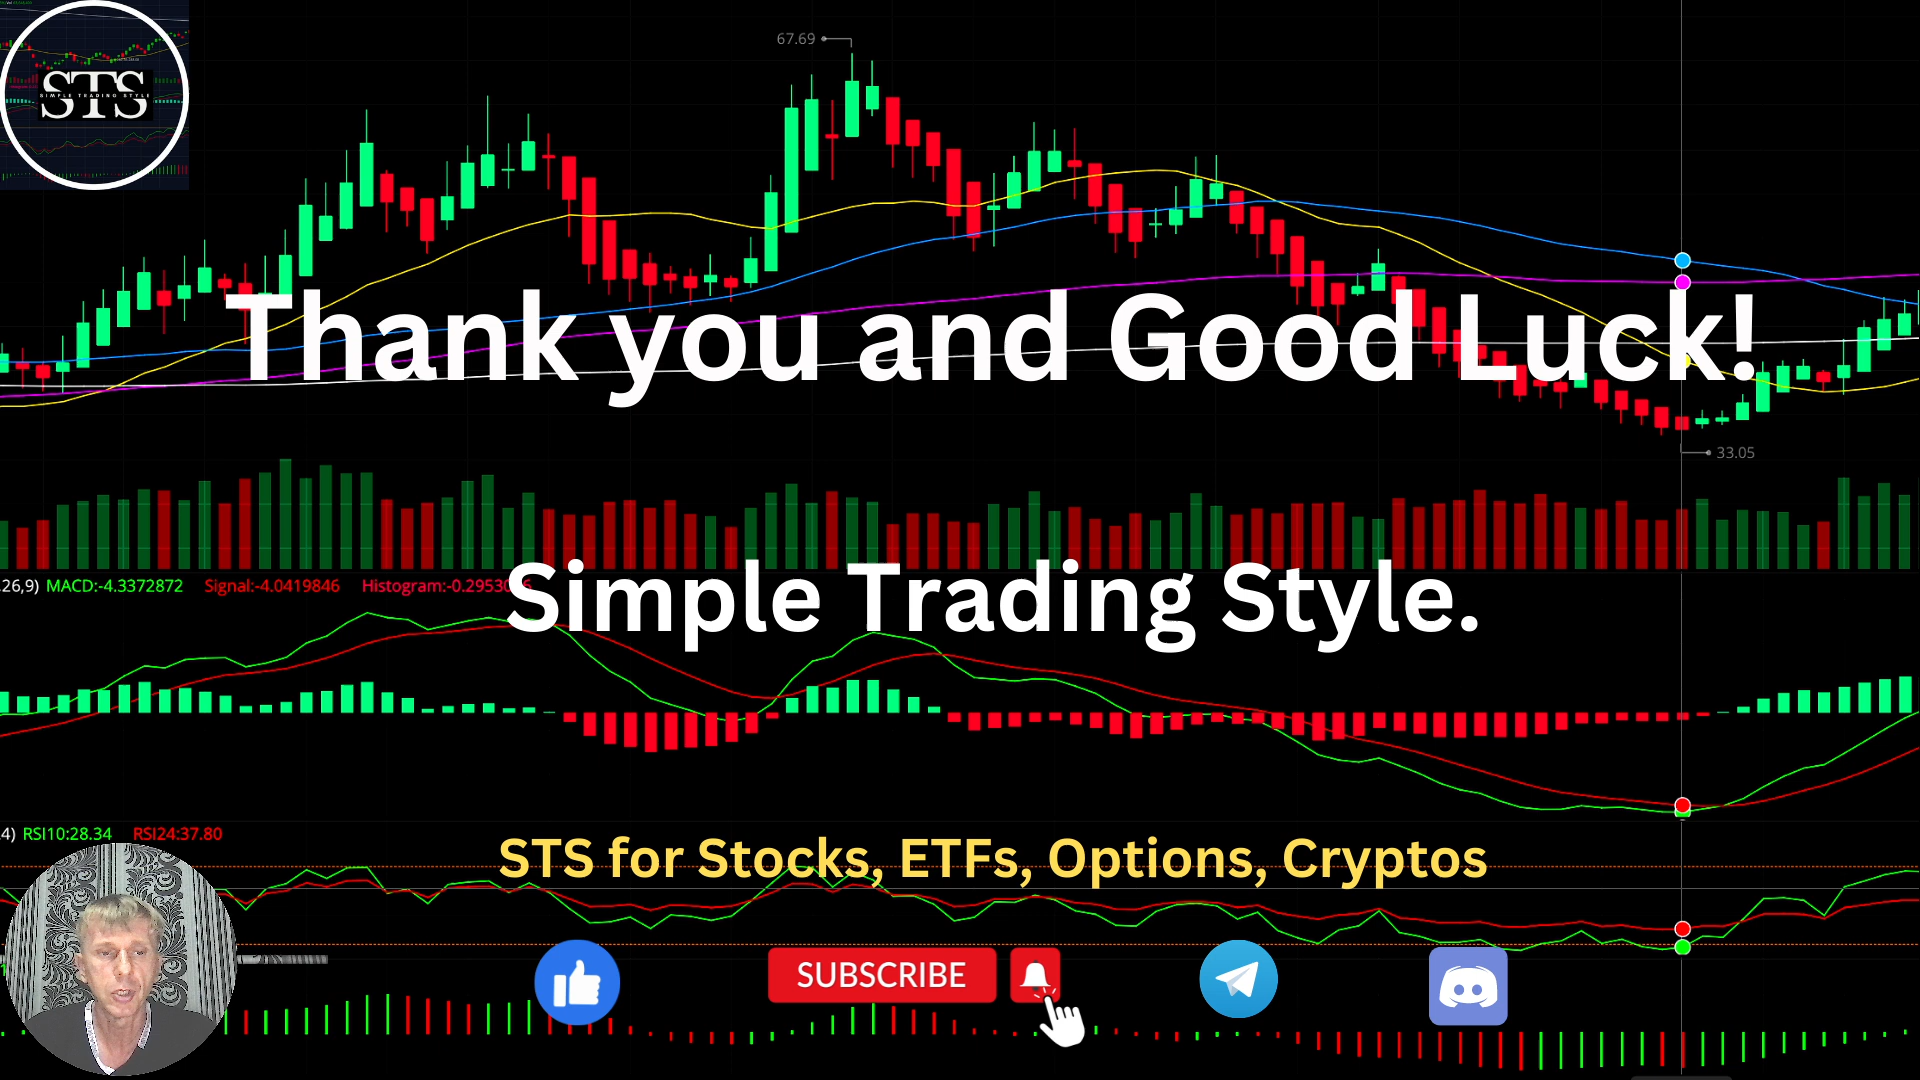 STS
SIMPLE TRADING STYLE
67.69
Thank you and Good Luck!
33.05
,26,9) MACD:-4.3372872 Signal:-4.0419846 Histogram:-0.2953
Simple Trading Style.
4) RSI10:28.34 RSI24:37.80
STS for Stocks, ETFs, Options, Cryptos
SUBSCRIBE